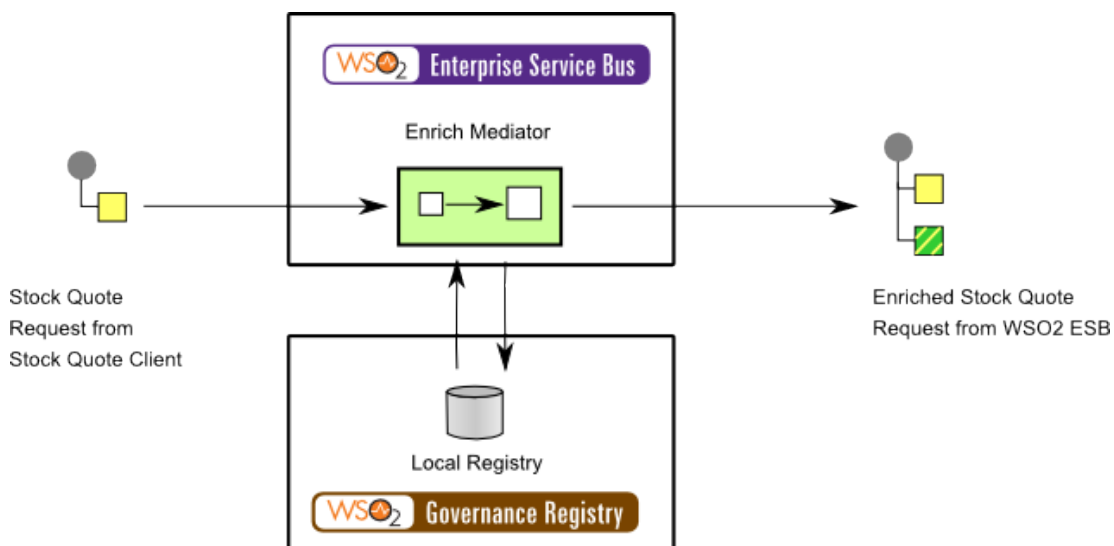 WSO2 Enterprise Service Bus
Enrich Mediator
Stock Quote
Request from
Stock Quote Client
Enriched Stock Quote
Request from WSO2 ESB
Local Registry
WSO2 Governance Registry